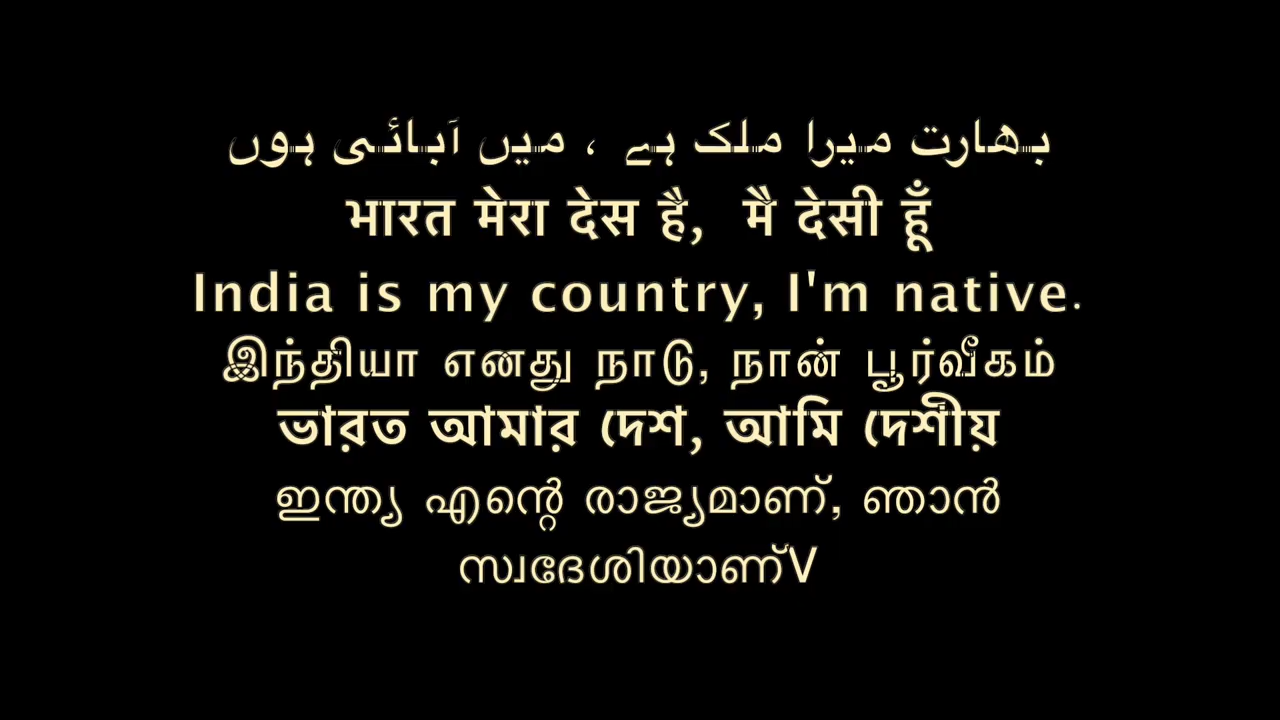 بھارت میرا ملک ہے ، میں آبائی ہوں
भारत मेरा देस है, मै देसी हूँ
India is my country, I'm native.
இந்தியா எனது நாடு, நான் பூர்வீகம்
ভারত আমার দেশ, আমি দেশীয়
ഇന്ത്യ എന്റെ രാജ്യമാണ്, ഞാൻ
സ്വദേശിയാണ്V